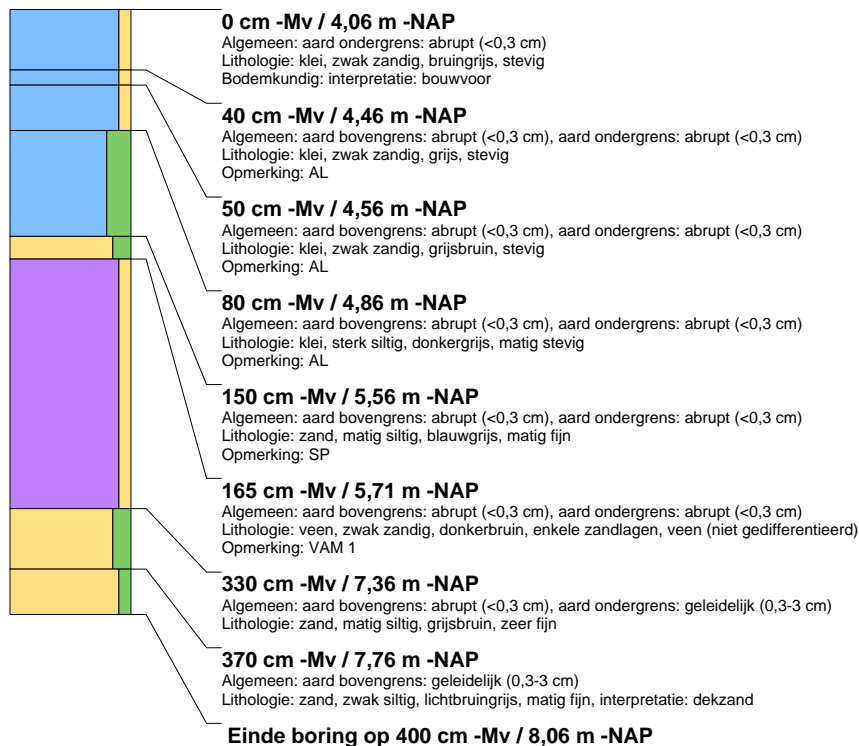 0 cm -Mv / 4,06 m -NAP
Algemeen: aard ondergrens: abrupt (<0,3 cm)
Lithologie: klei, zwak zandig, bruingrijs, stevig
Bodemkundig: interpretatie: bouwvoor
40 cm -Mv / 4,46 m -NAP
Algemeen: aard bovengrens: abrupt (<0,3 cm), aard ondergrens: abrupt (<0,3 cm)
Lithologie: klei, zwak zandig, grijs, stevig
Opmerking: AL
50 cm -Mv / 4,56 m -NAP
Algemeen: aard bovengrens: abrupt (<0,3 cm), aard ondergrens: abrupt (<0,3 cm)
Lithologie: klei, zwak zandig, grijsbruin, stevig
Opmerking: AL
80 cm -Mv / 4,86 m -NAP
Algemeen: aard bovengrens: abrupt (<0,3 cm), aard ondergrens: abrupt (<0,3 cm)
Lithologie: klei, sterk siltig, donkergrijs, matig stevig
Opmerking: AL
150 cm -Mv / 5,56 m -NAP
Algemeen: aard bovengrens: abrupt (<0,3 cm), aard ondergrens: abrupt (<0,3 cm)
Lithologie: zand, matig siltig, blauwgrijs, matig fijn
Opmerking: SP
165 cm -Mv / 5,71 m -NAP
Algemeen: aard bovengrens: abrupt (<0,3 cm), aard ondergrens: abrupt (<0,3 cm)
Lithologie: veen, zwak zandig, donkerbruin, enkele zandlagen, veen (niet gedifferentieerd)
Opmerking: VAM 1
330 cm -Mv / 7,36 m -NAP
Algemeen: aard bovengrens: abrupt (<0,3 cm), aard ondergrens: geleidelijk (0,3-3 cm)
Lithologie: zand, matig siltig, grijsbruin, zeer fijn
370 cm -Mv / 7,76 m -NAP
Algemeen: aard bovengrens: geleidelijk (0,3-3 cm)
Lithologie: zand, zwak siltig, lichtbruingrijs, matig fijn, interpretatie: dekzand
Einde boring op 400 cm -Mv / 8,06 m -NAP